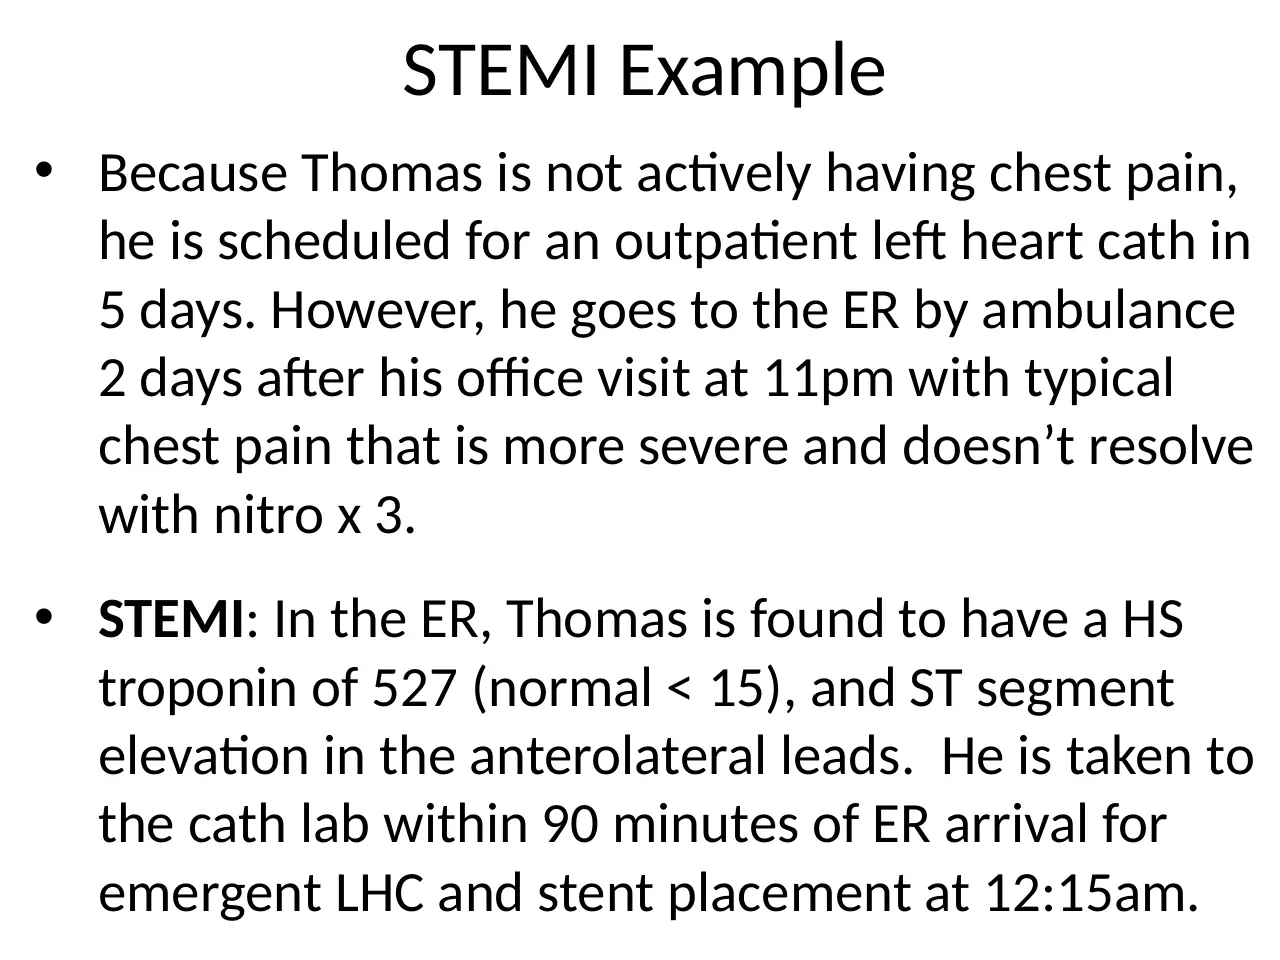 STEMI Example
• Because Thomas is not actively having chest pain,
he is scheduled for an outpatient left heart cath in
5 days. However, he goes to the ER by ambulance
2 days after his office visit at 11pm with typical
chest pain that is more severe and doesn’t resolve
with nitro x 3.
• STEMI: In the ER, Thomas is found to have a HS
troponin of 527 (normal < 15), and ST segment
elevation in the anterolateral leads.  He is taken to
the cath lab within 90 minutes of ER arrival for
emergent LHC and stent placement at 12:15am.